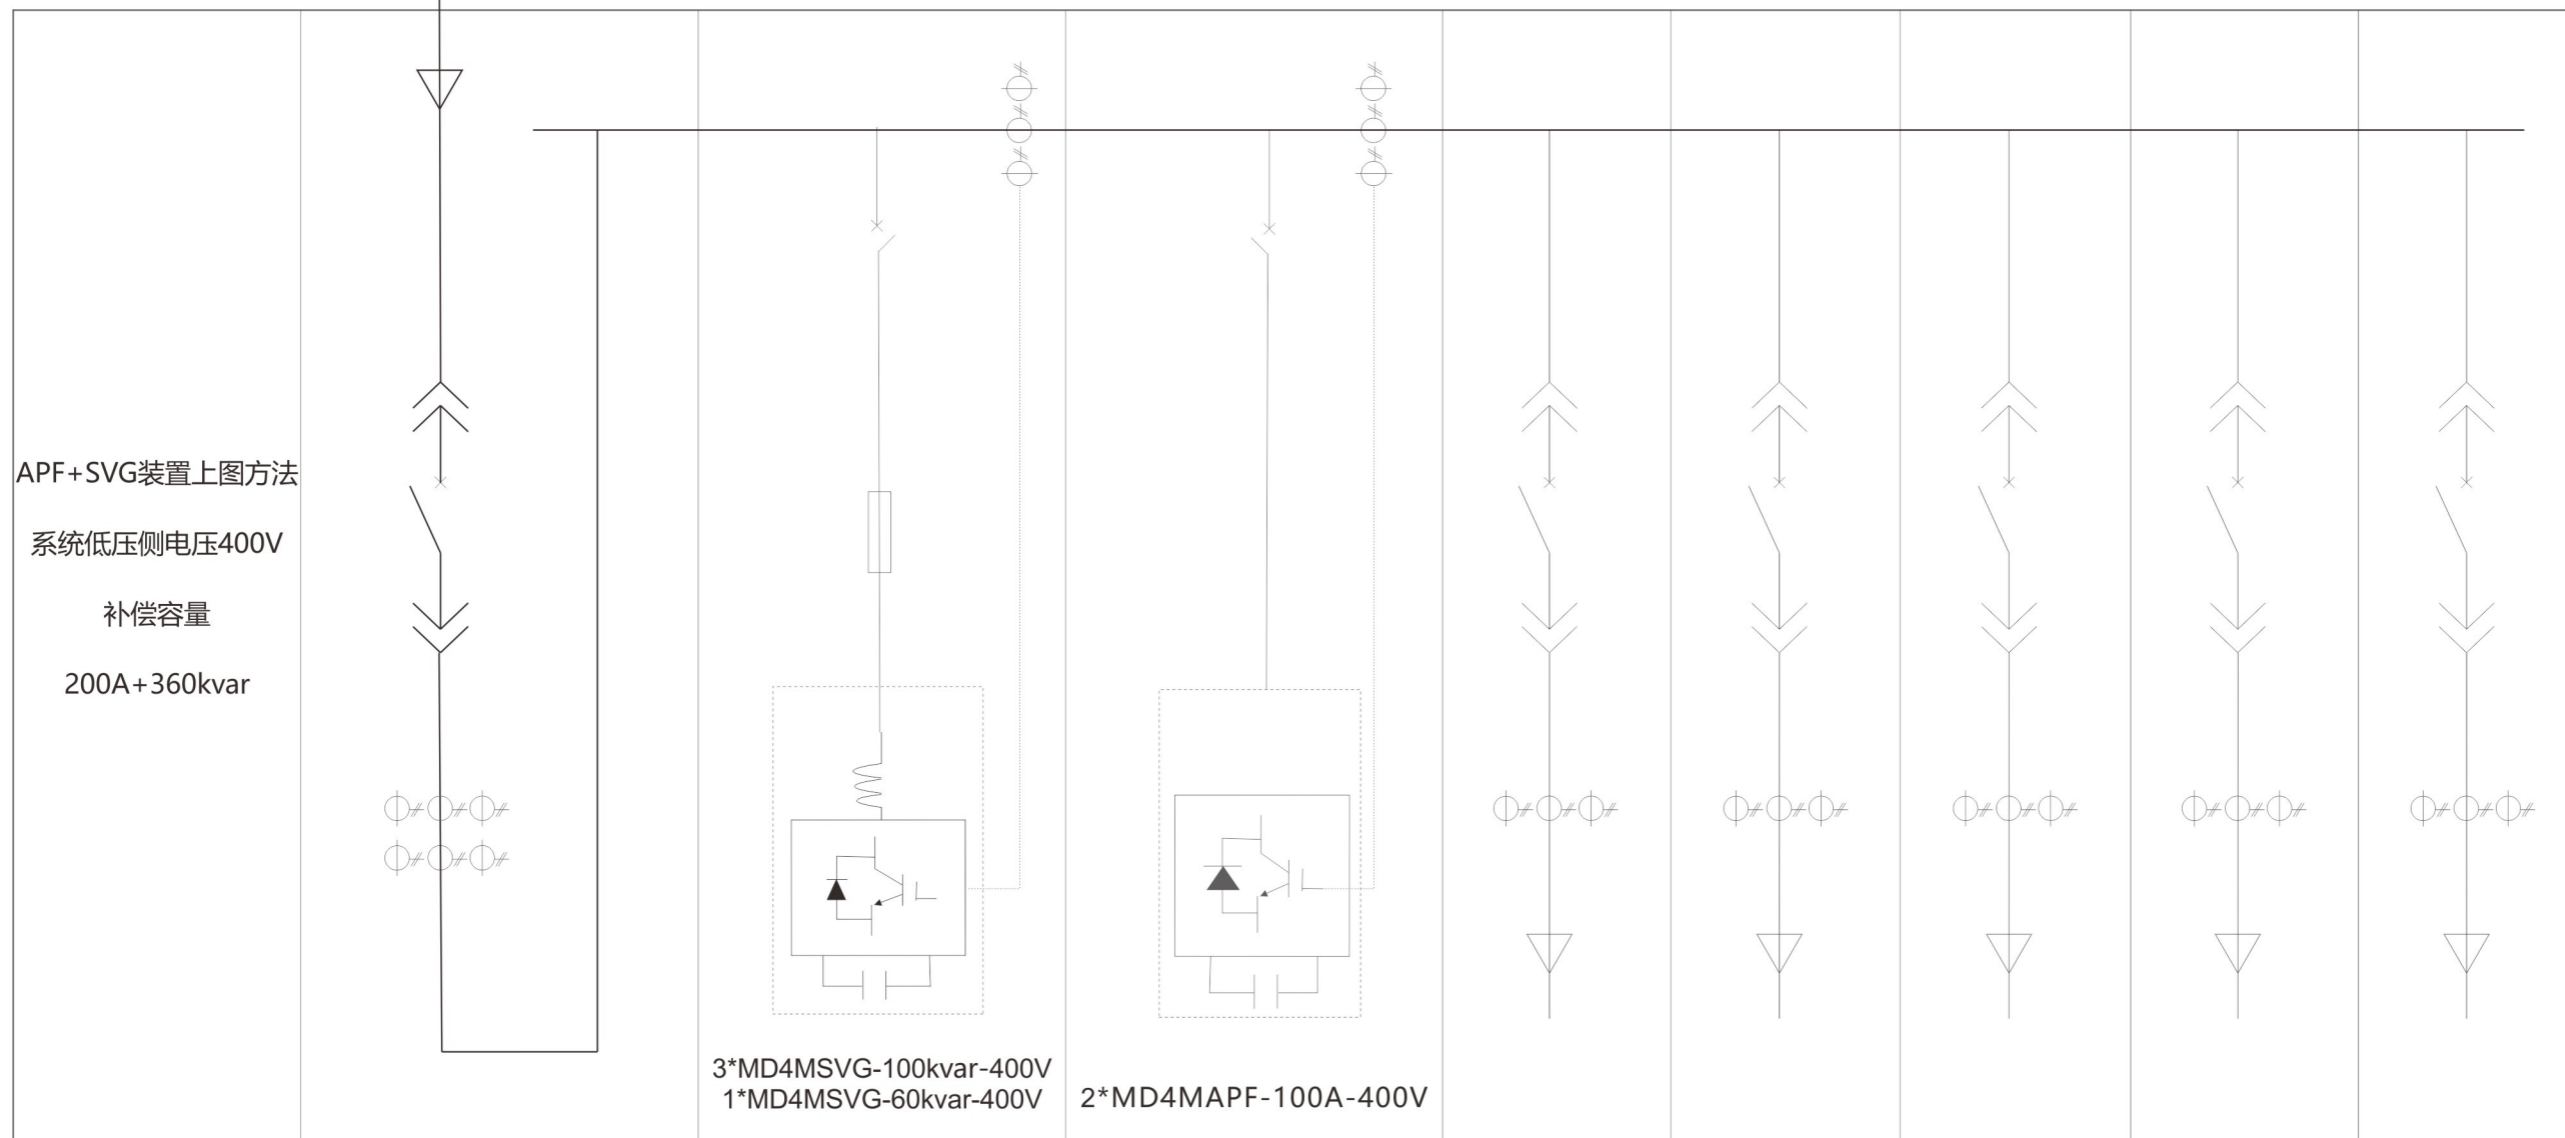 APF+SVG装置上图方法
系统低压侧电压400V
补偿容量
200A+360kvar
3*MD4MSVG-100kvar-400V
1*MD4MSVG-60kvar-400V
2*MD4MAPF-100A-400V